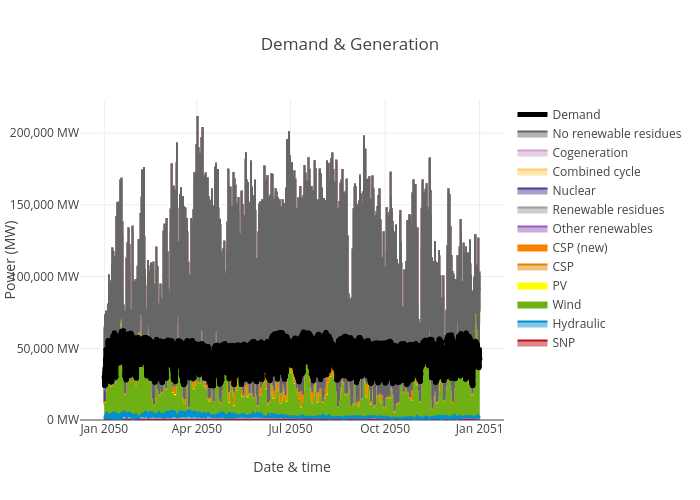 Demand & Generation
200,000 MW
150,000 MW
100,000 MW
50,000 MW
0 MW
Power (MW)
Jan 2050
Apr 2050
Jul 2050
Oct 2050
Jan 2051
Date & time
Demand
No renewable residues
Cogeneration
Combined cycle
Nuclear
Renewable residues
Other renewables
CSP (new)
CSP
PV
Wind
Hydraulic
SNP